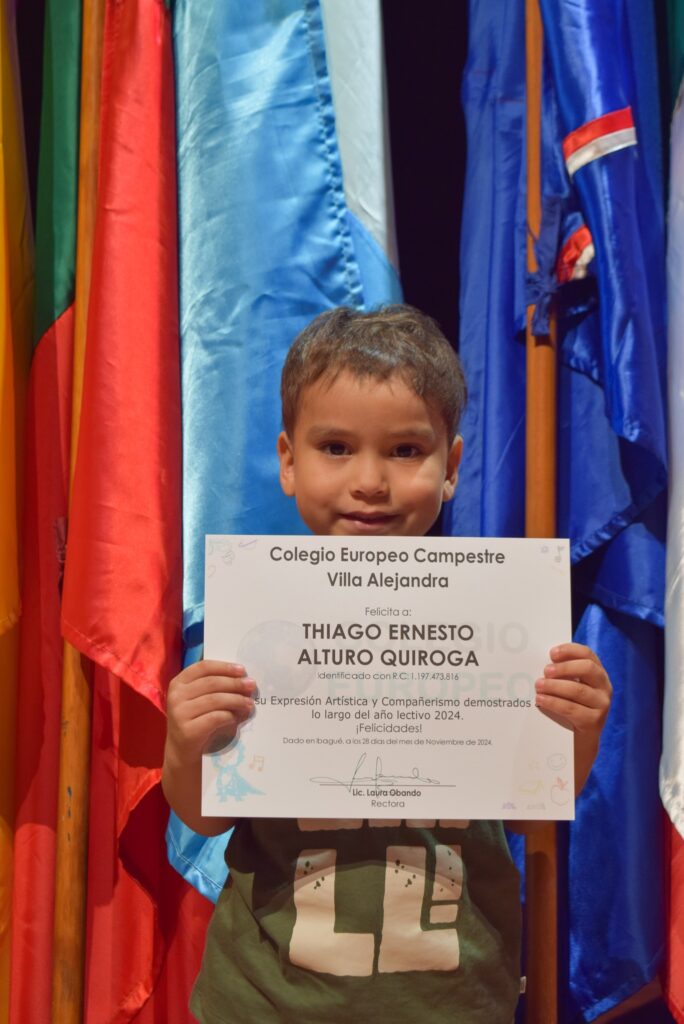 Colegio Europeo Campestre
Villa Alejandra
Felicita a:
THIAGO ERNESTO
ALTURO QUIROGA
Identificado con R.C: 1.197.473.816
su Expresión Artística y Compañerismo demostrados
lo largo del año lectivo 2024.
¡Felicidades!
Dado en Ibagué, a los 28 días del mes de Noviembre de 2024.
Lic. Laura Obando
Rectora